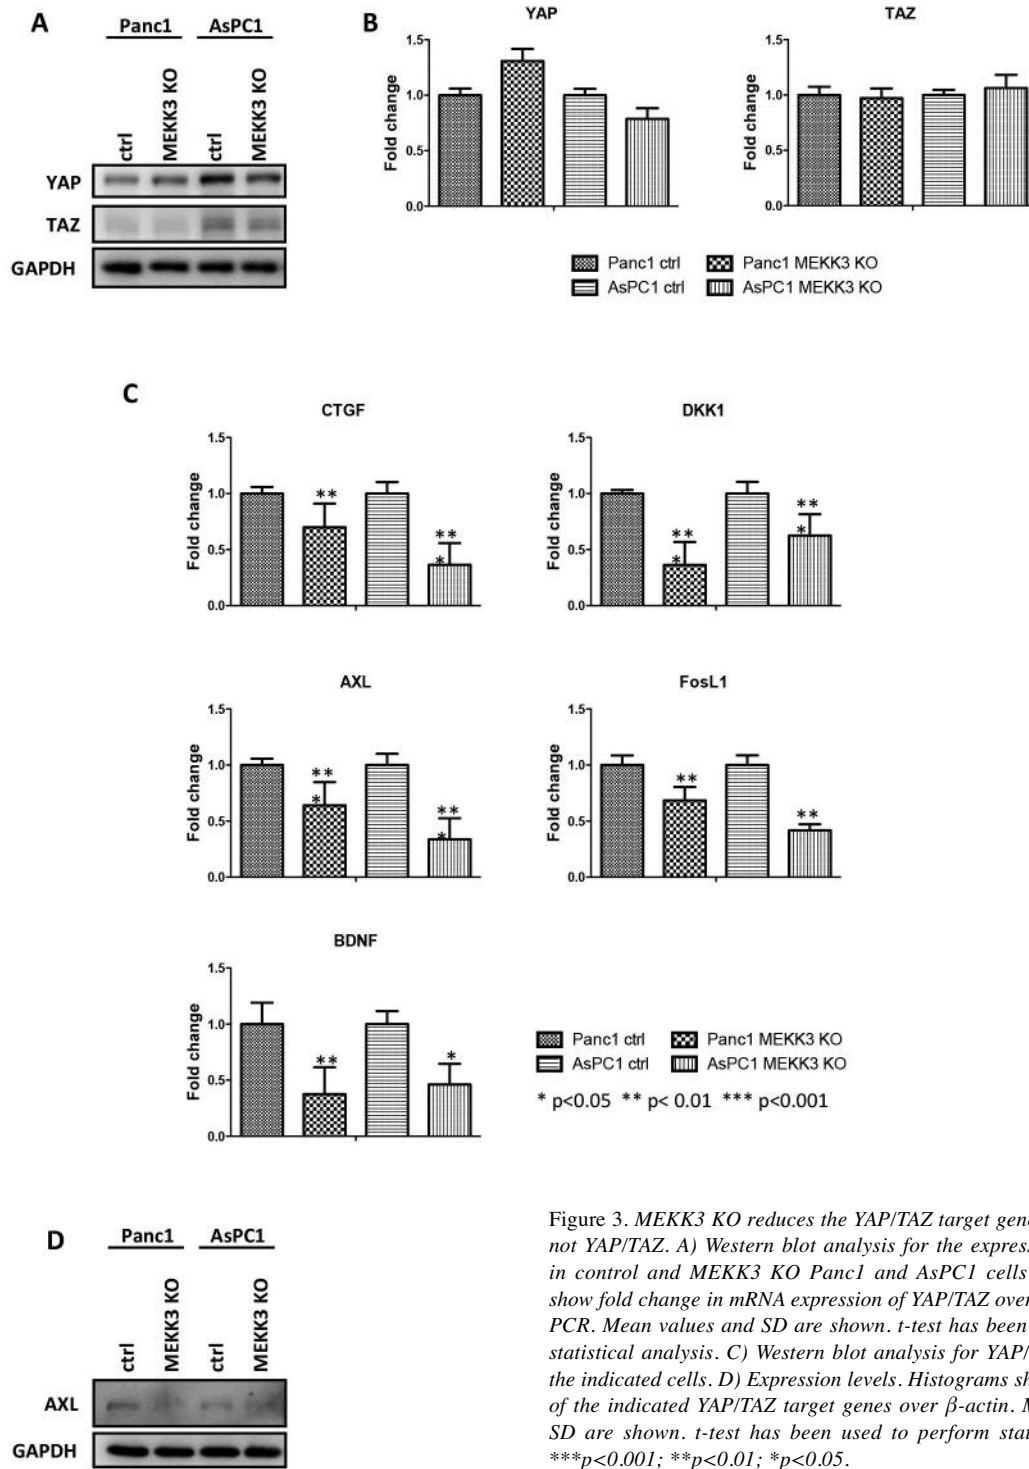 A
Panc1 AsPC1
ctrl
MEKK3 KO
ctrl
MEKK3 KO
YAP
TAZ
GAPDH
B
YAP
Fold change
1.5
1.0
0.5
0.0
TAZ
Fold change
1.5
1.0
0.5
0.0
Panc1 ctrl Panc1 MEKK3 KO
AsPC1 ctrl AsPC1 MEKK3 KO
C
CTGF
Fold change
1.5
1.0
0.5
0.0
**
**
*
DKK1
Fold change
1.5
1.0
0.5
0.0
**
*
**
*
AXL
Fold change
1.5
1.0
0.5
0.0
**
*
**
*
FosL1
Fold change
1.5
1.0
0.5
0.0
**
**
BDNF
Fold change
1.5
1.0
0.5
0.0
**
*
Panc1 ctrl Panc1 MEKK3 KO
AsPC1 ctrl AsPC1 MEKK3 KO
* p<0.05 ** p< 0.01 *** p<0.001
D
Panc1 AsPC1
ctrl
MEKK3 KO
ctrl
MEKK3 KO
AXL
GAPDH
Figure 3. MEKK3 KO reduces the YAP/TAZ target
not YAP/TAZ. A) Western blot analysis for the
in control and MEKK3 KO Panc1 and AsPC1 cells
show fold change in mRNA expression of YAP/TAZ over
PCR. Mean values and SD are shown. t-test has been
statistical analysis. C) Western blot analysis for
the indicated cells. D) Expression levels. Histograms
of the indicated YAP/TAZ target genes over β-actin.
SD are shown. t-test has been used to perform
***p<0.001; **p<0.01; *p<0.05.